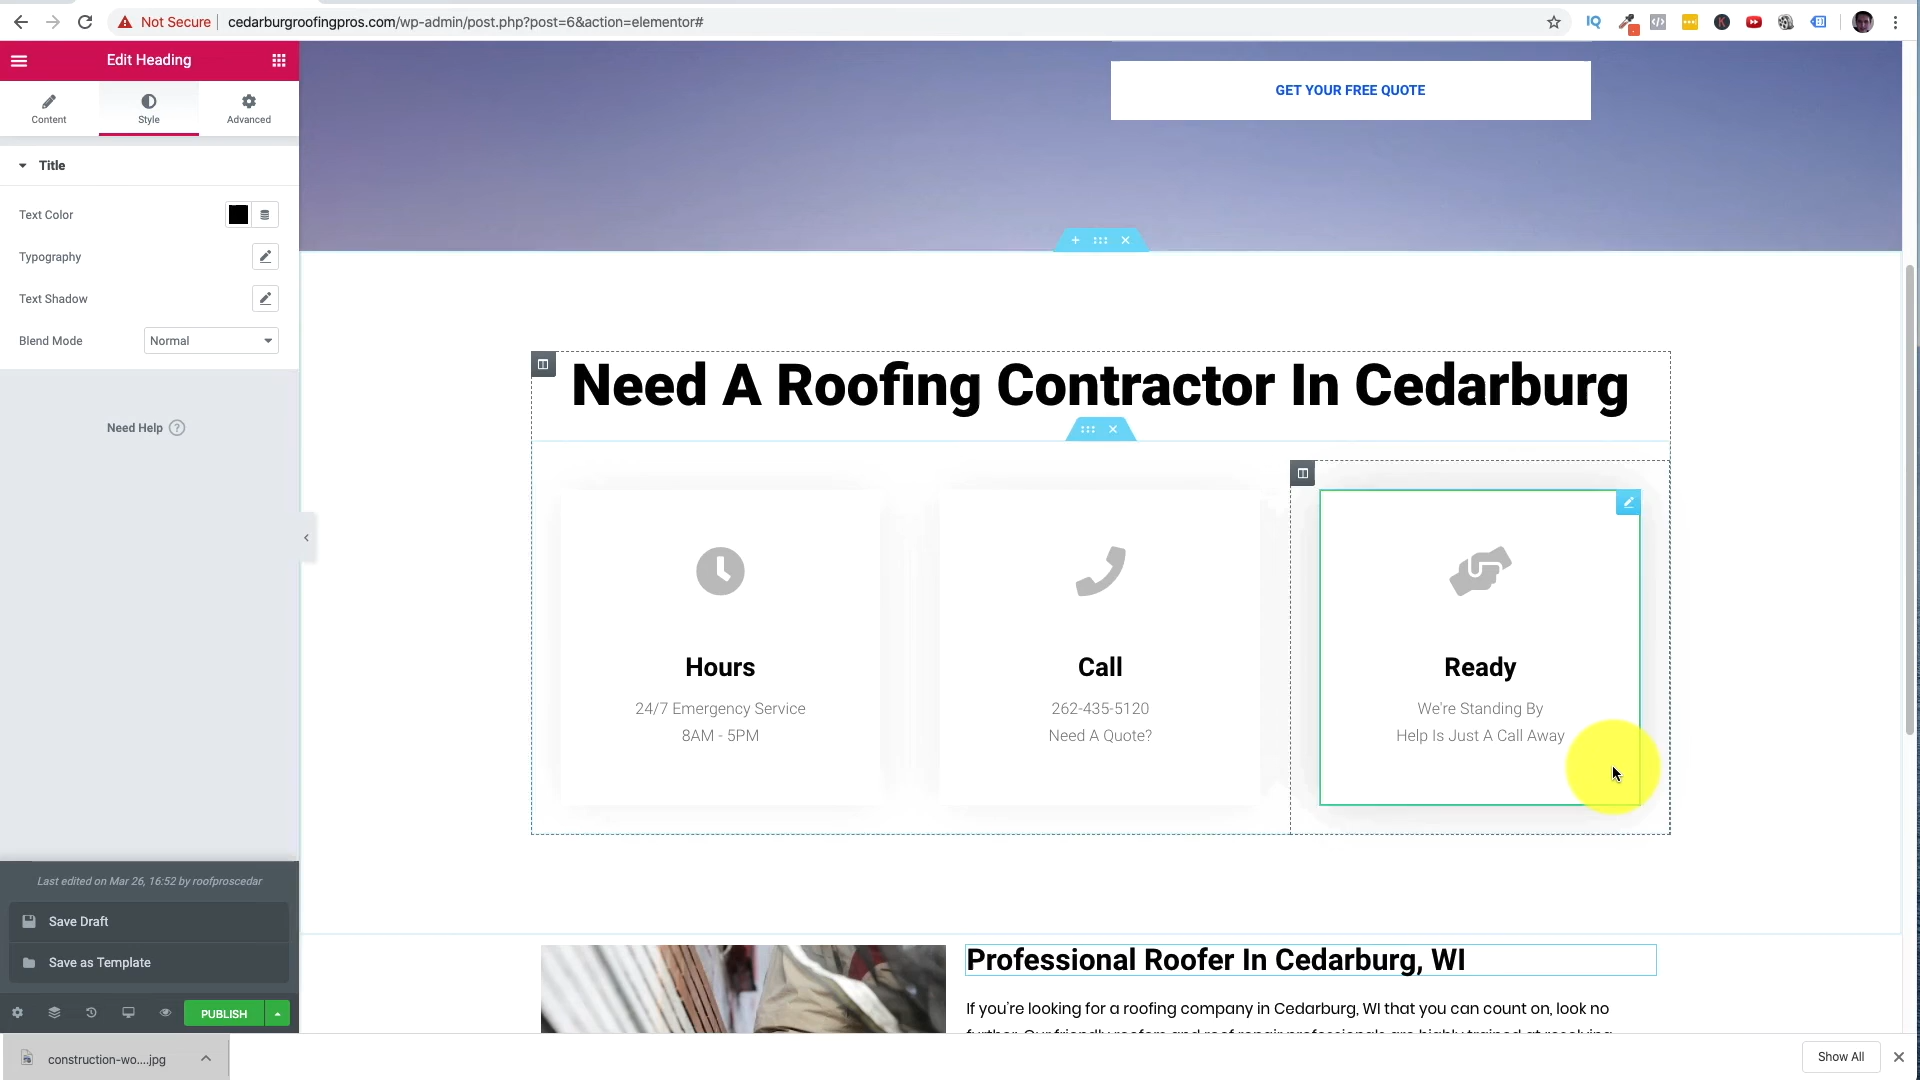 Not Secure
cedarburgroofingpros.com/wp-admin/post.php?post=6&action=elementor#
IQ
K
Edit Heading
Content
Style
Advanced
Title
Text Color
Typography
Text Shadow
Blend Mode
Normal
Need Help ?
GET YOUR FREE QUOTE
Need A Roofing Contractor In Cedarburg
Hours
24/7 Emergency Service
8AM - 5PM
Call
262-435-5120
Need A Quote?
Ready
We're Standing By
Help Is Just A Call Away
Professional Roofer In Cedarburg, WI
If you're looking for a roofing company in Cedarburg, WI that you can count on, look no
Last edited on Mar 26, 16:52 by roofproscedar
Save Draft
Save as Template
PUBLISH
construction-wo....jpg
Show All